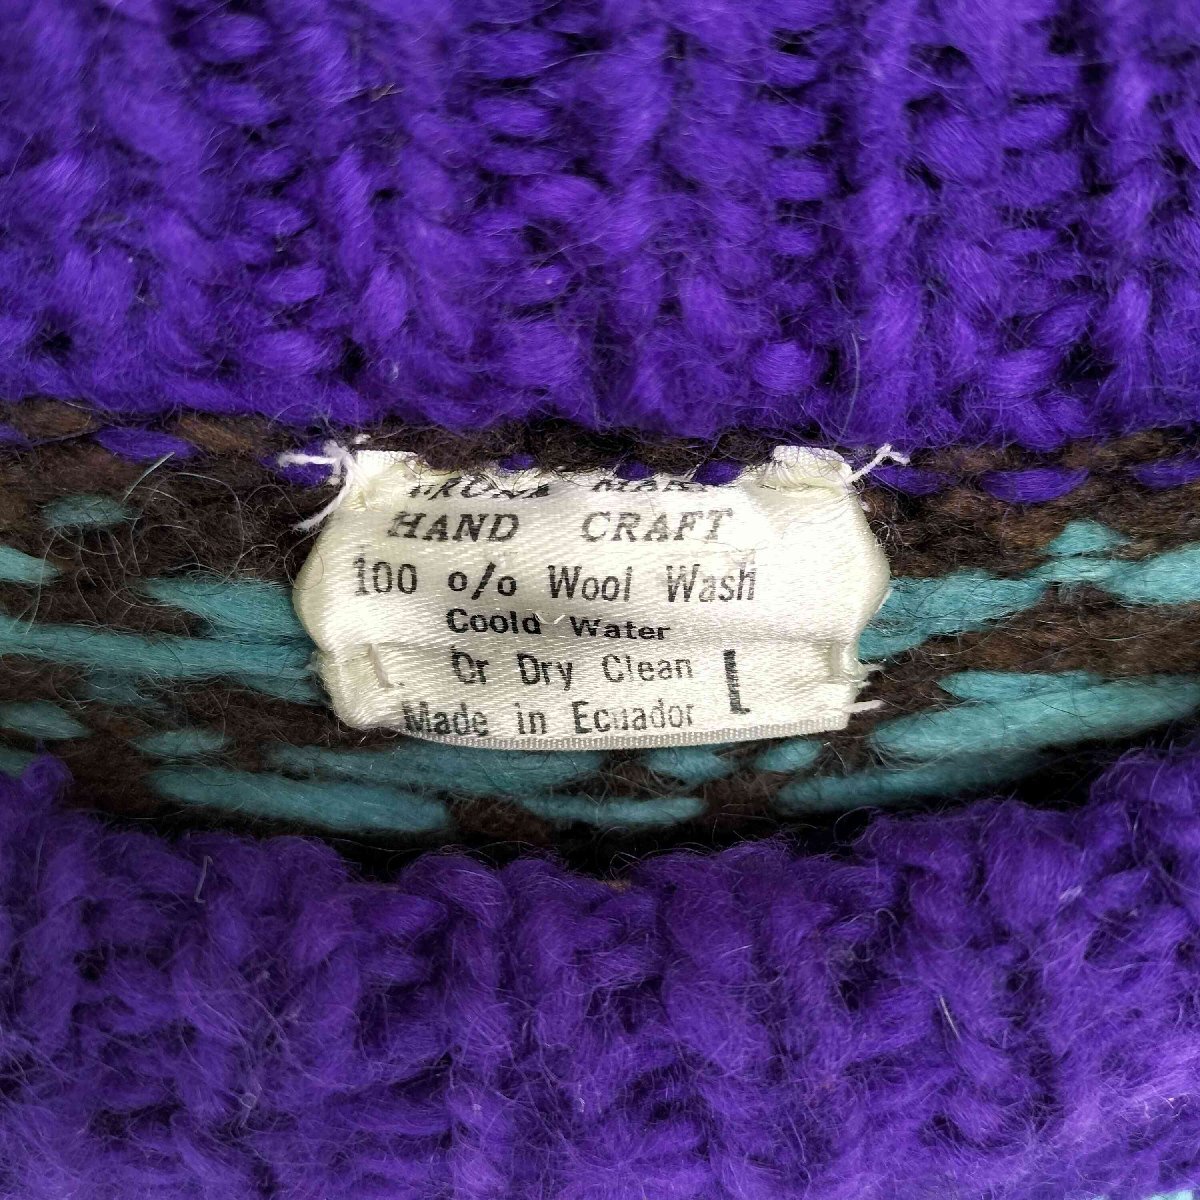 HAND CRAFT
100 o/o Wool Wash
Coold Water
Or Dry Clean L
Made in Ecuador